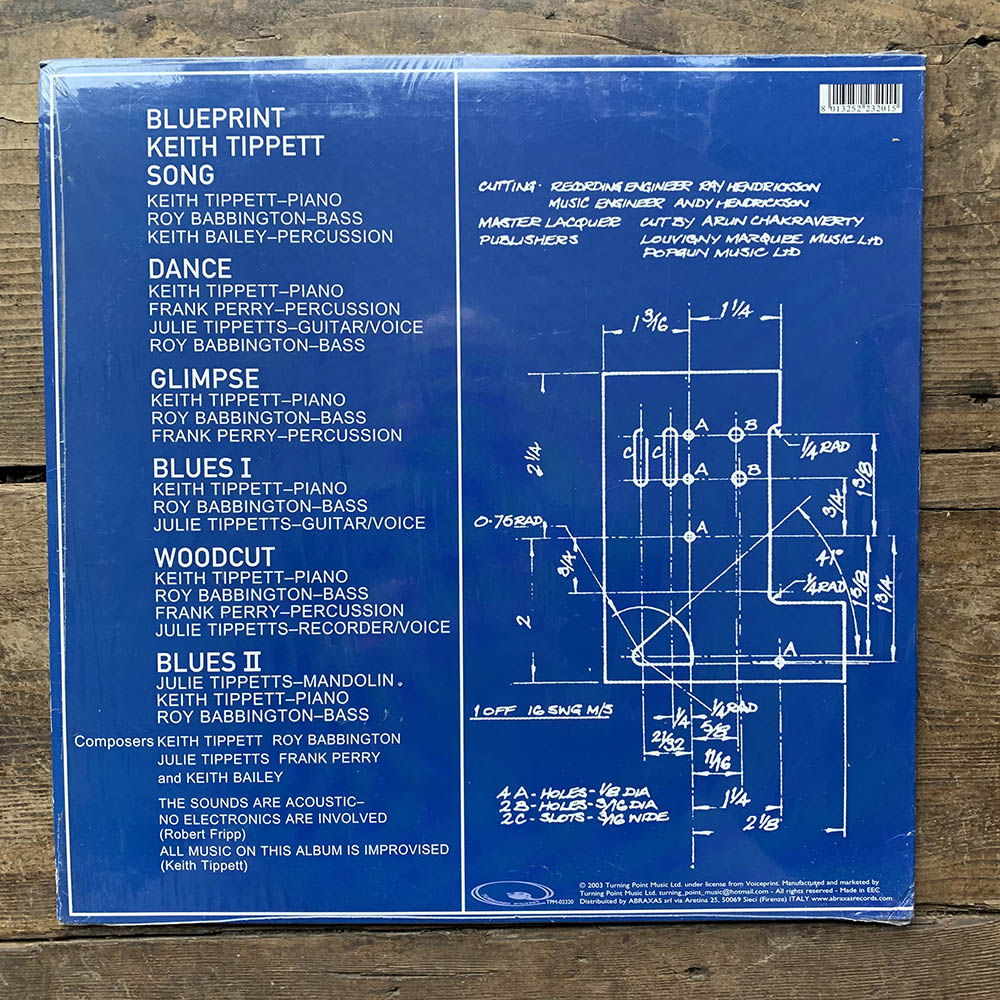 BLUEPRINT
KEITH TIPPETT
SONG
KEITH TIPPETT–PIANO
ROY BABBINGTON–BASS
KEITH BAILEY–PERCUSSION
DANCE
KEITH TIPPETT–PIANO
FRANK PERRY–PERCUSSION
JULIE TIPPETTS–GUITAR/VOICE
ROY BABBINGTON–BASS
GLIMPSE
KEITH TIPPETT–PIANO
ROY BABBINGTON–BASS
FRANK PERRY–PERCUSSION
BLUES I
KEITH TIPPETT–PIANO
ROY BABBINGTON–BASS
JULIE TIPPETTS–GUITAR/VOICE
WOODCUT
KEITH TIPPETT–PIANO
ROY BABBINGTON–BASS
FRANK PERRY–PERCUSSION
JULIE TIPPETTS–RECORDER/VOICE
BLUES II
JULIE TIPPETTS–MANDOLIN
KEITH TIPPETT–PIANO
ROY BABBINGTON–BASS
Composers KEITH TIPPETT ROY BABBINGTON
JULIE TIPPETTS FRANK PERRY
and KEITH BAILEY
THE SOUNDS ARE ACOUSTIC–
NO ELECTRONICS ARE INVOLVED
(Robert Fripp)
ALL MUSIC ON THIS ALBUM IS IMPROVISED
(Keith Tippett)
8 013252 232015
CUTTING · RECORDING ENGINEER RAY HENDRICKSON
MUSIC ENGINEER ANDY HENDRICKSON
MASTER LACQUER CUT BY ARUN CHAKRAVERTY
PUBLISHERS LOUVIGNY MARQUEE MUSIC LTD
POPGUN MUSIC LTD
1 3/16
1 1/4
2 1/4
A
B
1/4 RAD
C
C
A
B
3/4
1 3/8
0.76 RAD
A
3/4
41°
1/4 RAD
1 5/8
1 3/4
2
A
1 OFF 16 SWG M/S
1/4
1/4 RAD
5/8
21/32
11/16
1 1/4
2 1/8
4 A - HOLES - 1/8 DIA
2 B - HOLES - 3/16 DIA
2 C - SLOTS - 3/16 WIDE
TPM-02320
© 2003 Turning Point Music Ltd. under license from Voiceprint. Manufactured and marketed by
Turning Point Music Ltd. turning_point_music@hotmail.com - All rights reserved - Made in EEC
Distribuited by ABRAXAS srl via Aretina 25, 50069 Sieci (Firenze) ITALY www.abraxasrecords.com